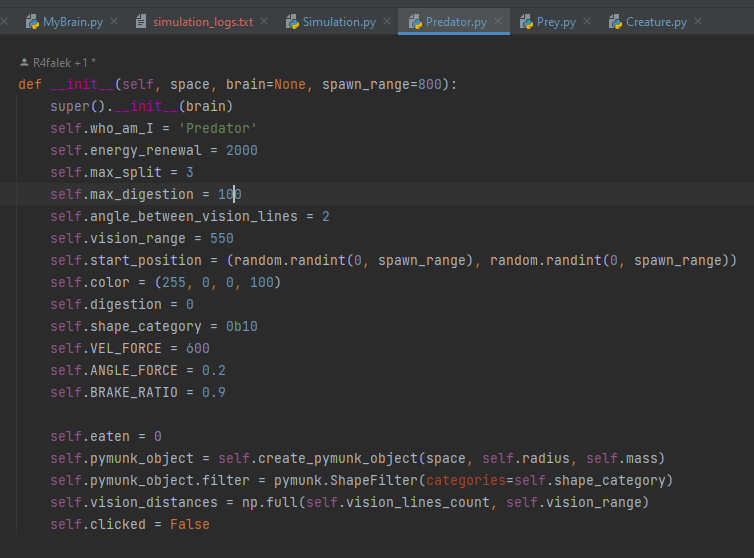 MyBrain.py simulation_logs.txt Simulation.py Predator.py Prey.py Creature.py
R4falek +1 *
def __init__(self, space, brain=None, spawn_range=800):
super().__init__(brain)
self.who_am_I = 'Predator'
self.energy_renewal = 2000
self.max_split = 3
self.max_digestion = 100
self.angle_between_vision_lines = 2
self.vision_range = 550
self.start_position = (random.randint(0, spawn_range), random.randint(0, spawn_range))
self.color = (255, 0, 0, 100)
self.digestion = 0
self.shape_category = 0b10
self.VEL_FORCE = 600
self.ANGLE_FORCE = 0.2
self.BRAKE_RATIO = 0.9
self.eaten = 0
self.pymunk_object = self.create_pymunk_object(space, self.radius, self.mass)
self.pymunk_object.filter = pymunk.ShapeFilter(categories=self.shape_category)
self.vision_distances = np.full(self.vision_lines_count, self.vision_range)
self.clicked = False